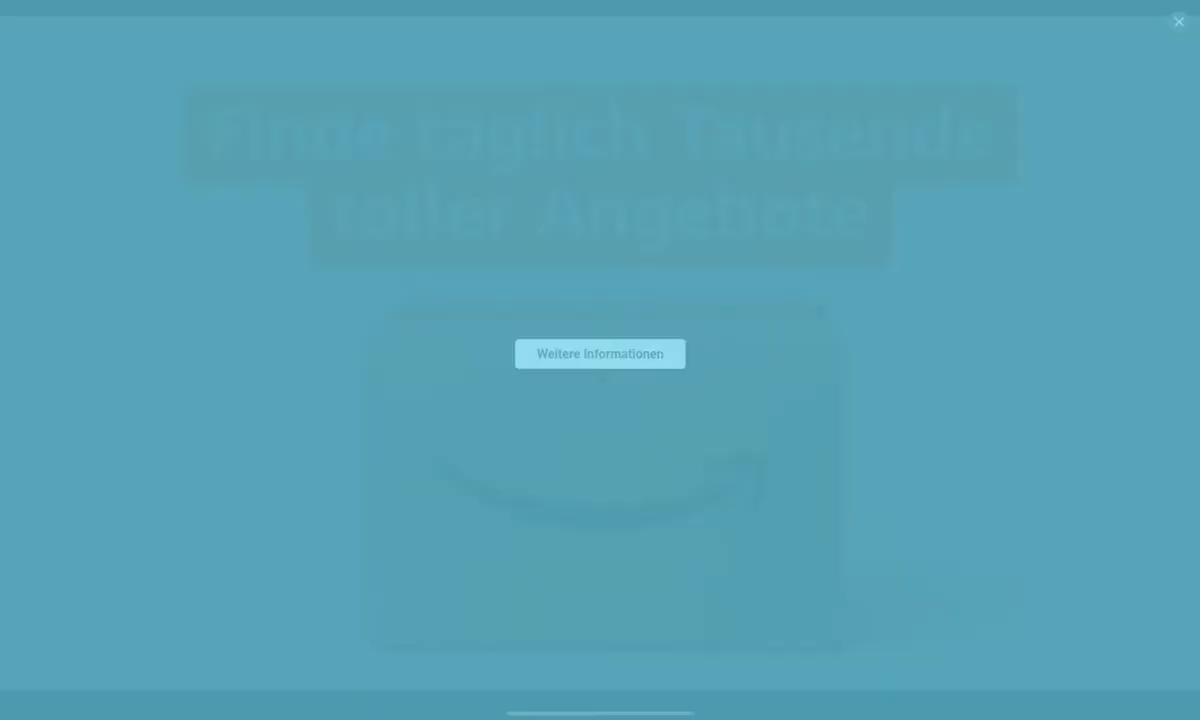 Finde täglich Tausende
toller Angebote
Weitere Informationen